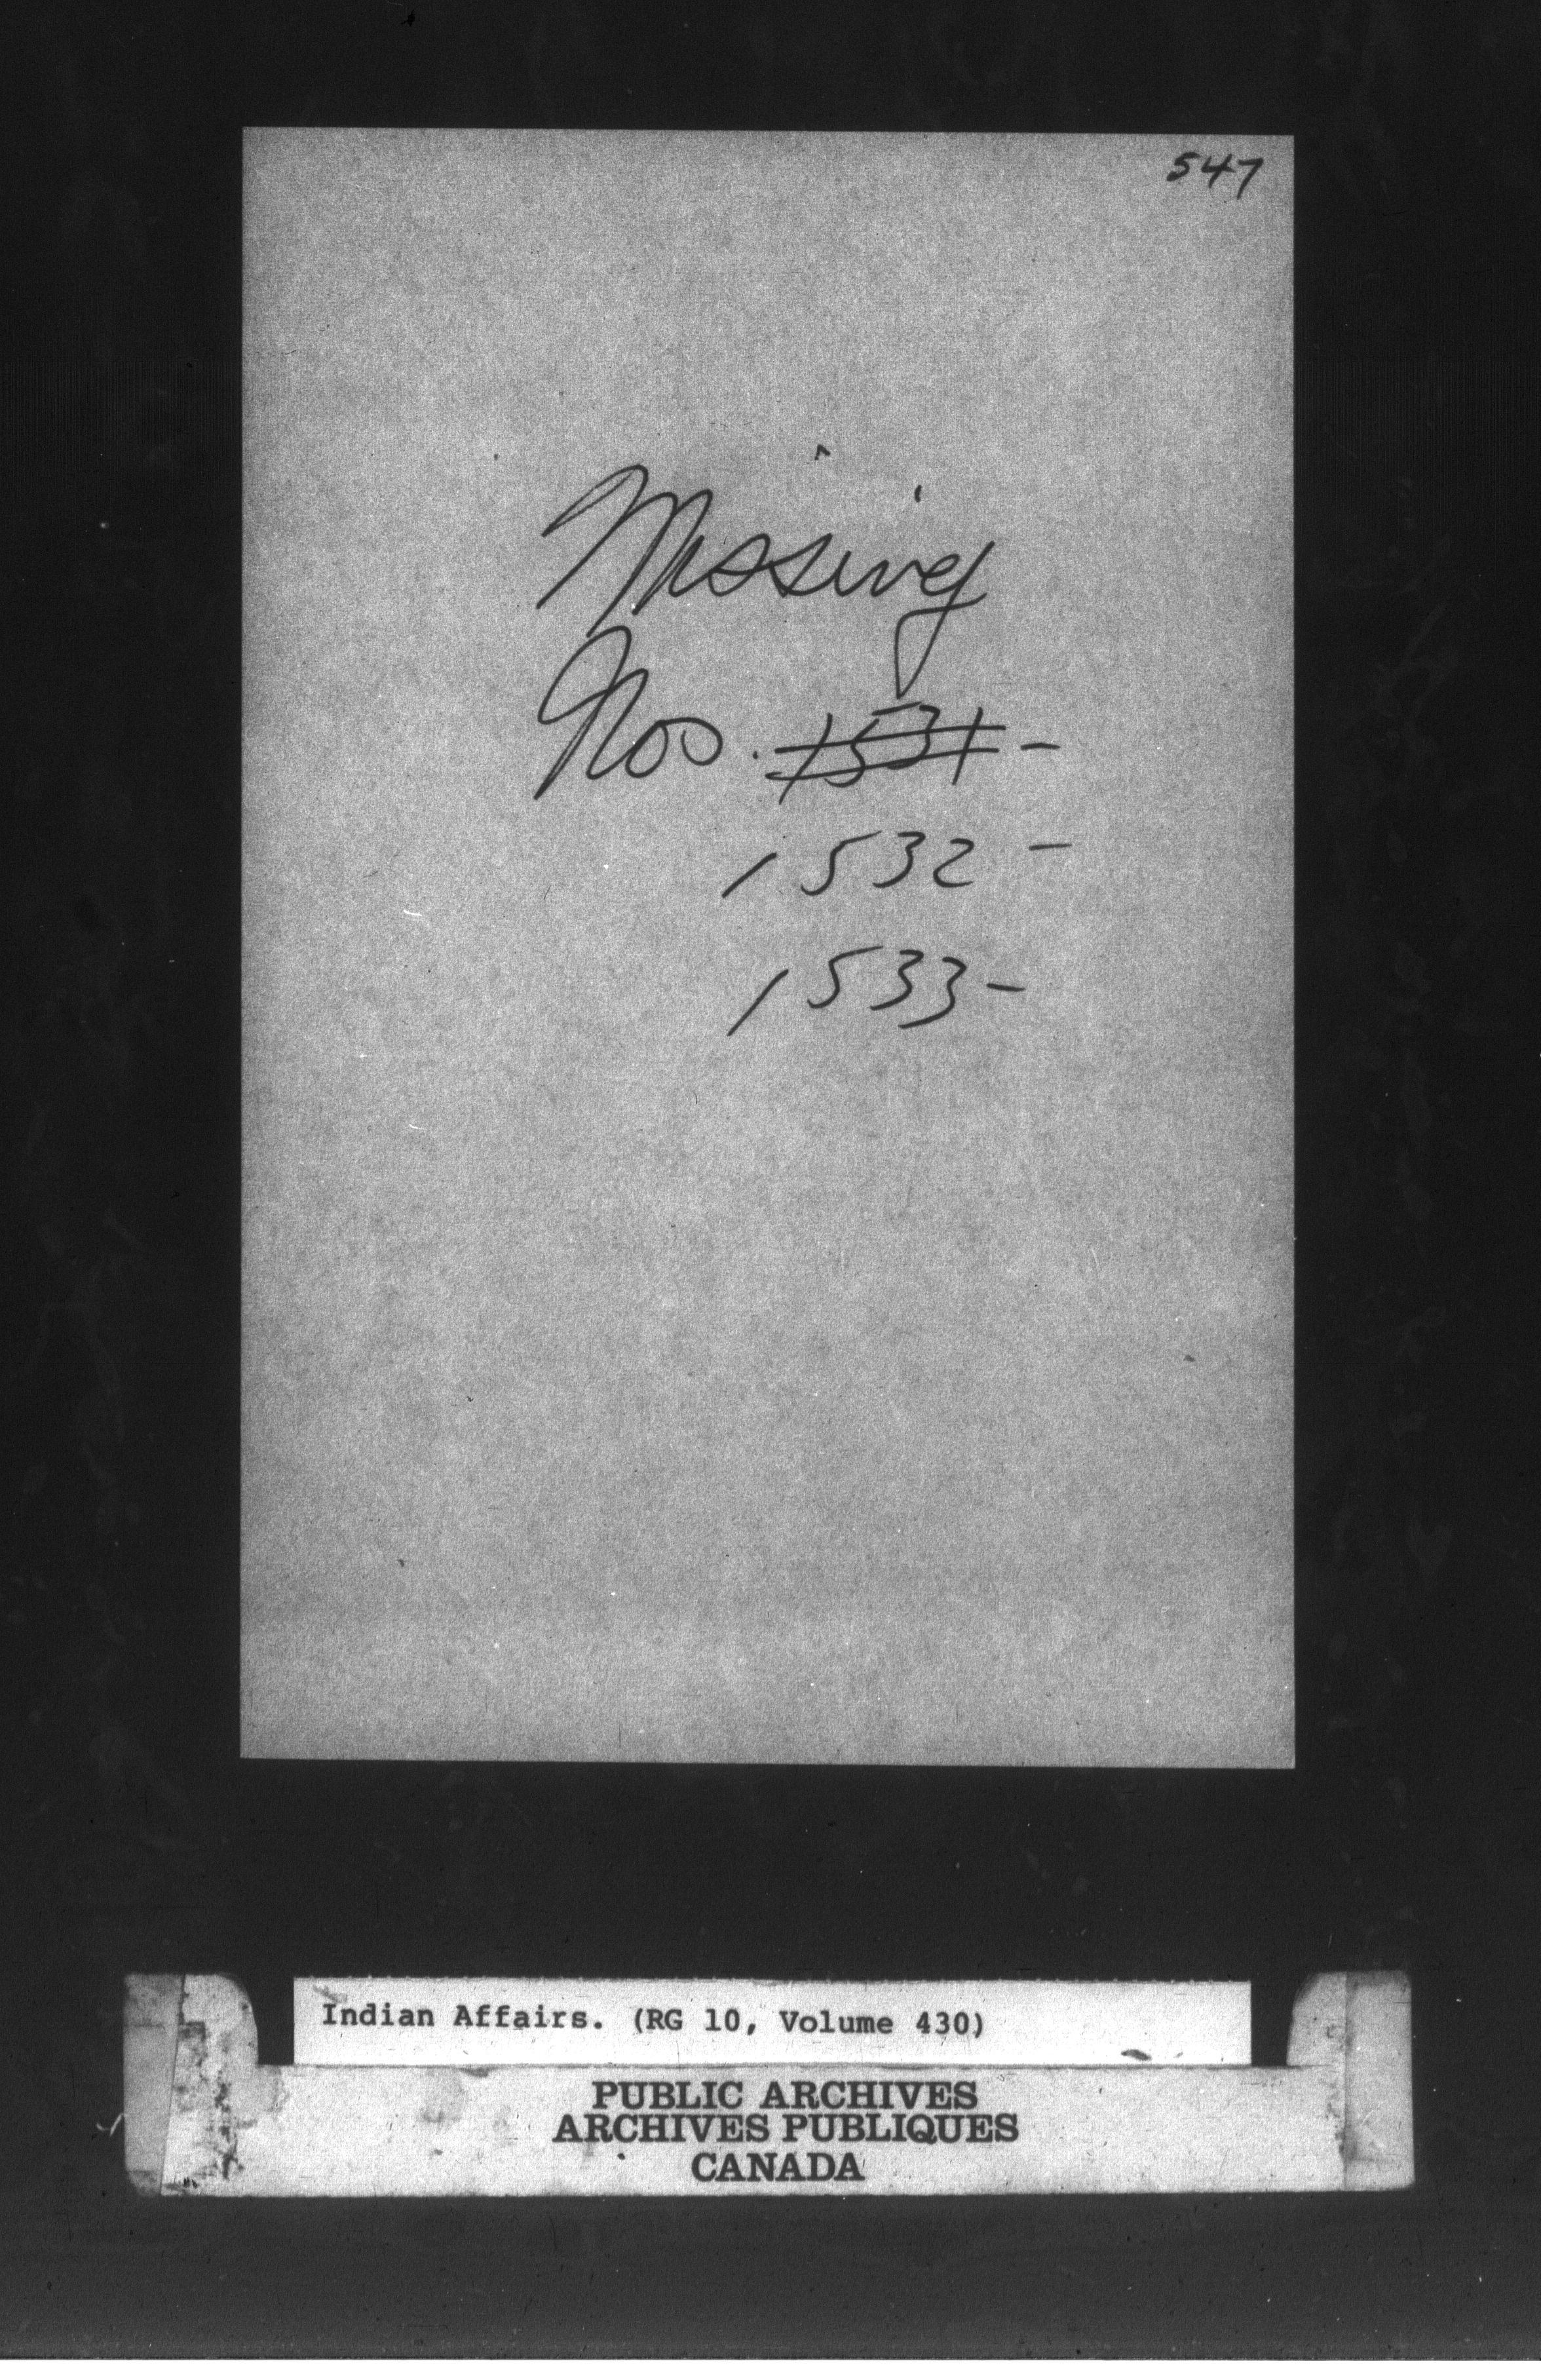 547
Missing
Nos. 1531 -
1532 -
1533 -
Indian Affairs. (RG 10, Volume 430)
PUBLIC ARCHIVES
ARCHIVES PUBLIQUES
CANADA